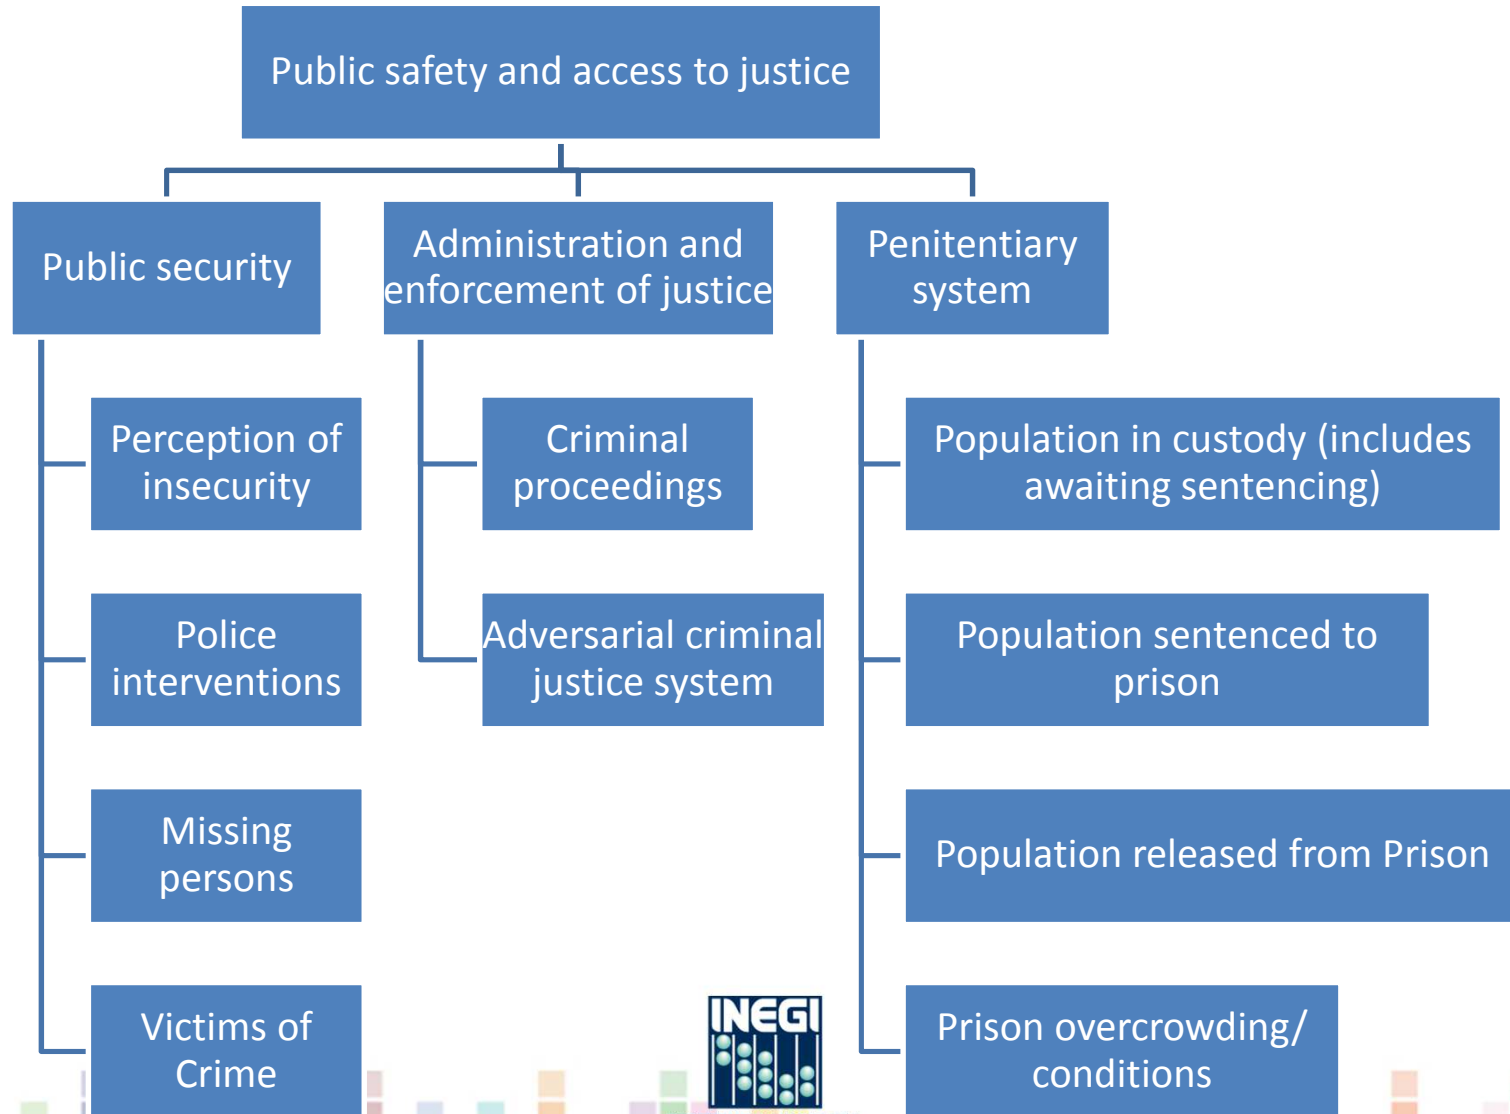 Public safety and access to justice
Public security
Administration and
enforcement of justice
Penitentiary
system
Perception of
insecurity
Police
interventions
Missing
persons
Victims of
Crime
Criminal
proceedings
Adversarial criminal
justice system
Population in custody (includes
awaiting sentencing)
Population sentenced to
prison
Population released from Prison
Prison overcrowding/
conditions
INEGI